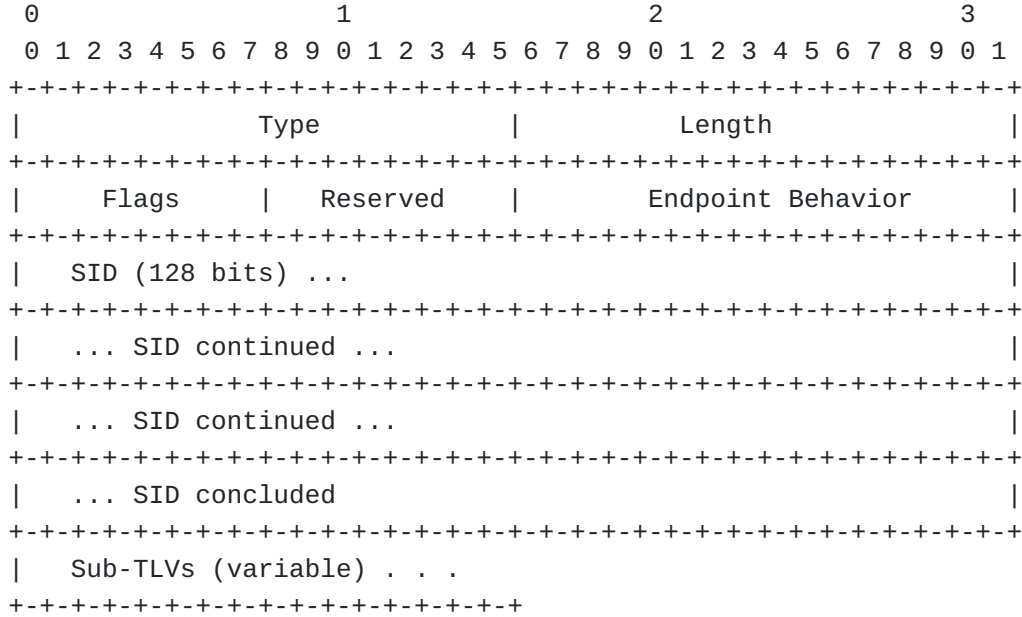 0                   1                   2                   3
 0 1 2 3 4 5 6 7 8 9 0 1 2 3 4 5 6 7 8 9 0 1 2 3 4 5 6 7 8 9 0 1
+-+-+-+-+-+-+-+-+-+-+-+-+-+-+-+-+-+-+-+-+-+-+-+-+-+-+-+-+-+-+-+-+
|               Type            |          Length               |
+-+-+-+-+-+-+-+-+-+-+-+-+-+-+-+-+-+-+-+-+-+-+-+-+-+-+-+-+-+-+-+-+
|     Flags     |   Reserved    |        Endpoint Behavior      |
+-+-+-+-+-+-+-+-+-+-+-+-+-+-+-+-+-+-+-+-+-+-+-+-+-+-+-+-+-+-+-+-+
|   SID (128 bits) ...                                          |
+-+-+-+-+-+-+-+-+-+-+-+-+-+-+-+-+-+-+-+-+-+-+-+-+-+-+-+-+-+-+-+-+
|   ... SID continued ...                                       |
+-+-+-+-+-+-+-+-+-+-+-+-+-+-+-+-+-+-+-+-+-+-+-+-+-+-+-+-+-+-+-+-+
|   ... SID continued ...                                       |
+-+-+-+-+-+-+-+-+-+-+-+-+-+-+-+-+-+-+-+-+-+-+-+-+-+-+-+-+-+-+-+-+
|   ... SID concluded                                           |
+-+-+-+-+-+-+-+-+-+-+-+-+-+-+-+-+-+-+-+-+-+-+-+-+-+-+-+-+-+-+-+-+
|   Sub-TLVs (variable) . . .
+-+-+-+-+-+-+-+-+-+-+-+-+-+-+-+-+